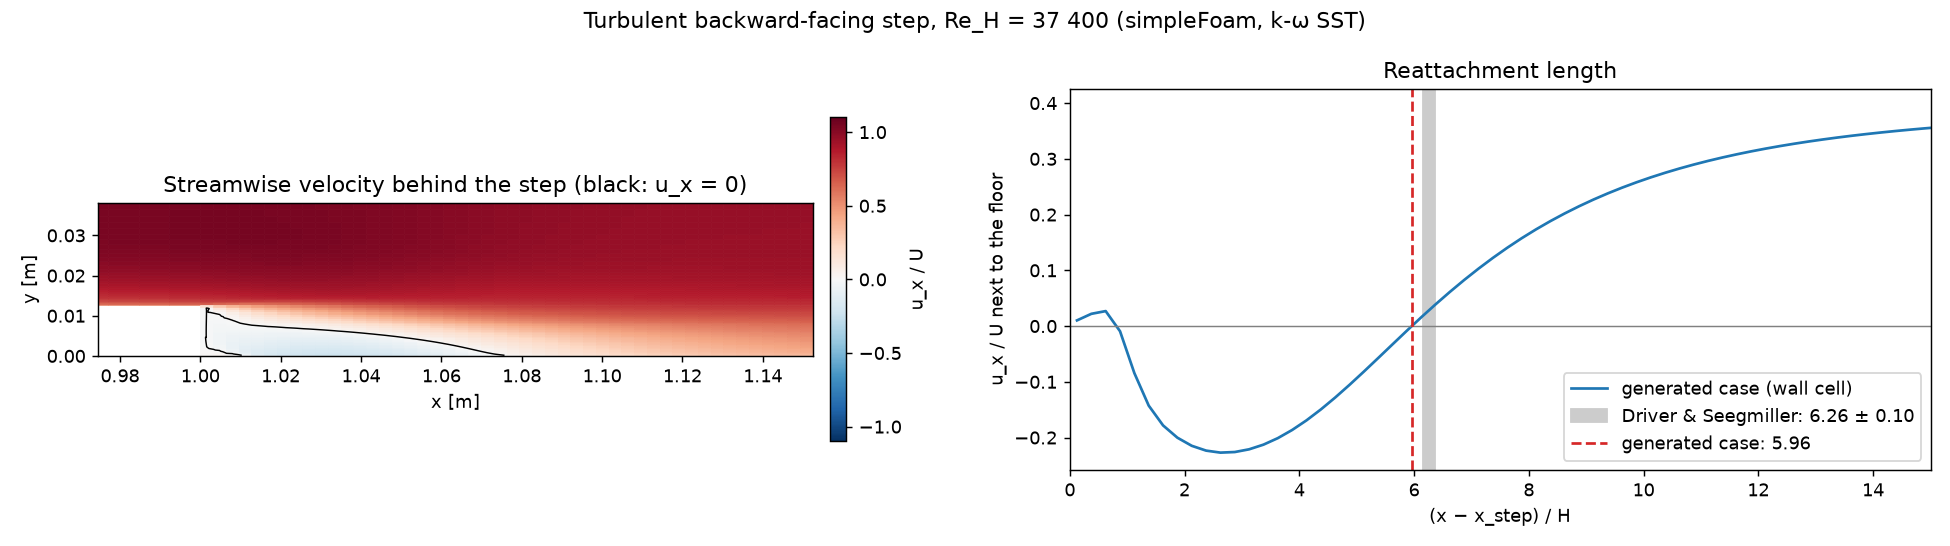 Turbulent backward-facing step, Re_H = 37 400 (simpleFoam, k-ω SST)
Streamwise velocity behind the step (black: u_x = 0)
0.03
0.02
0.01
0.00
y [m]
0.98 1.00 1.02 1.04 1.06 1.08 1.10 1.12 1.14
x [m]
1.0
0.5
0.0
−0.5
−1.0
u_x / U
Reattachment length
0.4
0.3
0.2
0.1
0.0
−0.1
−0.2
u_x / U next to the floor
0 2 4 6 8 10 12 14
(x − x_step) / H
generated case (wall cell)
Driver & Seegmiller: 6.26 ± 0.10
generated case: 5.96